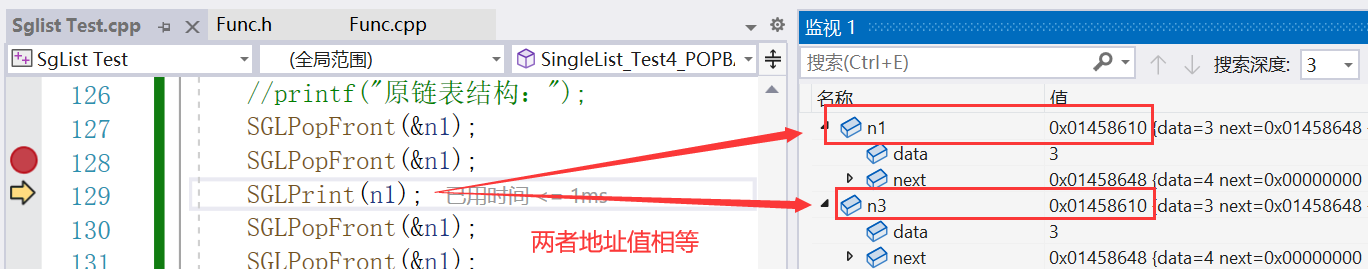 Sglist Test.cpp Func.h Func.cpp
SgList Test (全局范围) SingleList_Test4_POPBA
126 //printf("原链表结构: ");
127 SGLPopFront(&n1);
128 SGLPopFront(&n1);
129 SGLPrint(n1); 已用时间 <= 1ms
130 SGLPopFront(&n1);
131 SGLPopFront(&n1);
两者地址值相等
监视 1
搜索(Ctrl+E) 搜索深度: 3
名称 值
n1 0x01458610 {data=3 next=0x01458648
data 3
next 0x01458648 {data=4 next=0x00000000
n3 0x01458610 {data=3 next=0x01458648
data 3
next 0x01458648 {data=4 next=0x00000000